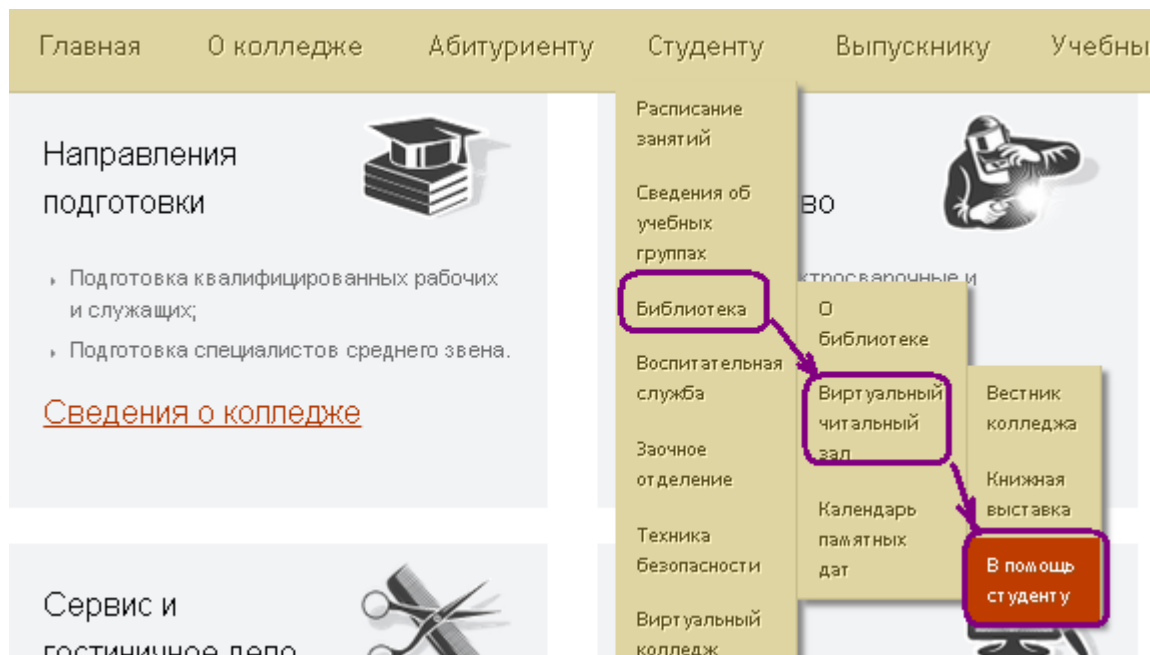 Главная О колледже Абитуриенту Студенту Выпускнику
Направления
подготовки
Подготовка квалифицированных рабочих
и служащих;
Подготовка специалистов среднего звена.
Сведения о колледже
Сервис и
гостиничное дело
Расписание
занятий
Сведения об
учебных
группах
Библиотека
Воспитательная
служба
Заочное
отделение
Техника
безопасности
Виртуальный
колледж
О
библиотеке
Виртуальный
читальный
зал
Календарь
памятных
дат
Вестник
колледжа
Книжная
выставка
В помощь
студенту